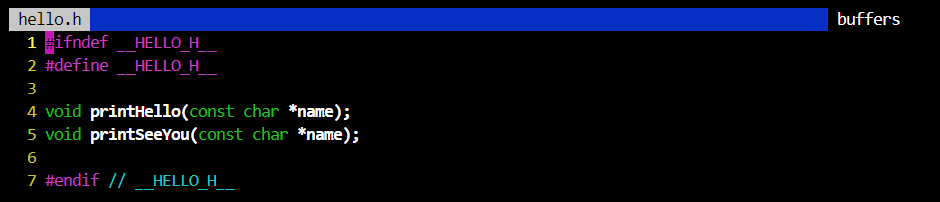 hello.h buffers
1 #ifndef __HELLO_H__
2 #define __HELLO_H__
3
4 void printHello(const char *name);
5 void printSeeYou(const char *name);
6
7 #endif // __HELLO_H__